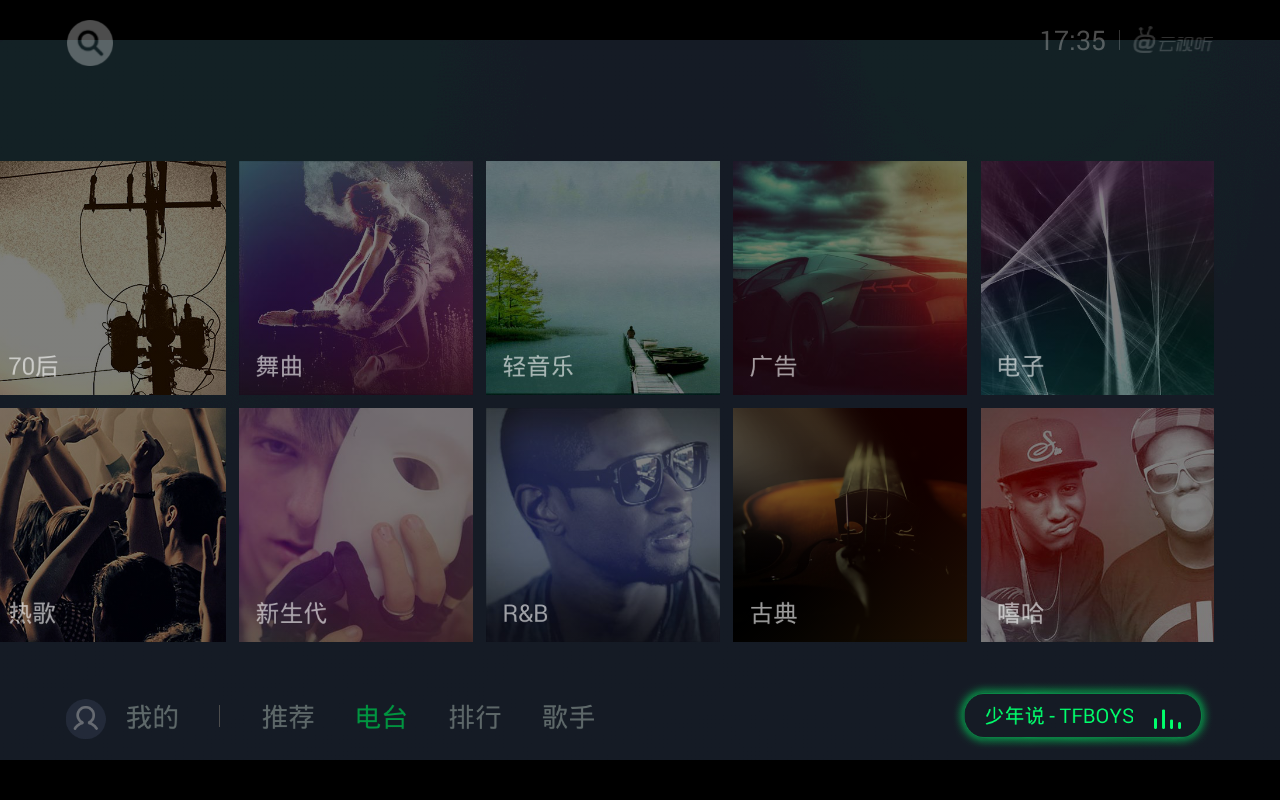 17:35
@云视听
70后
舞曲
轻音乐
广告
电子
热歌
新生代
R&B
古典
嘻哈
我的
推荐
电台
排行
歌手
少年说 - TFBOYS